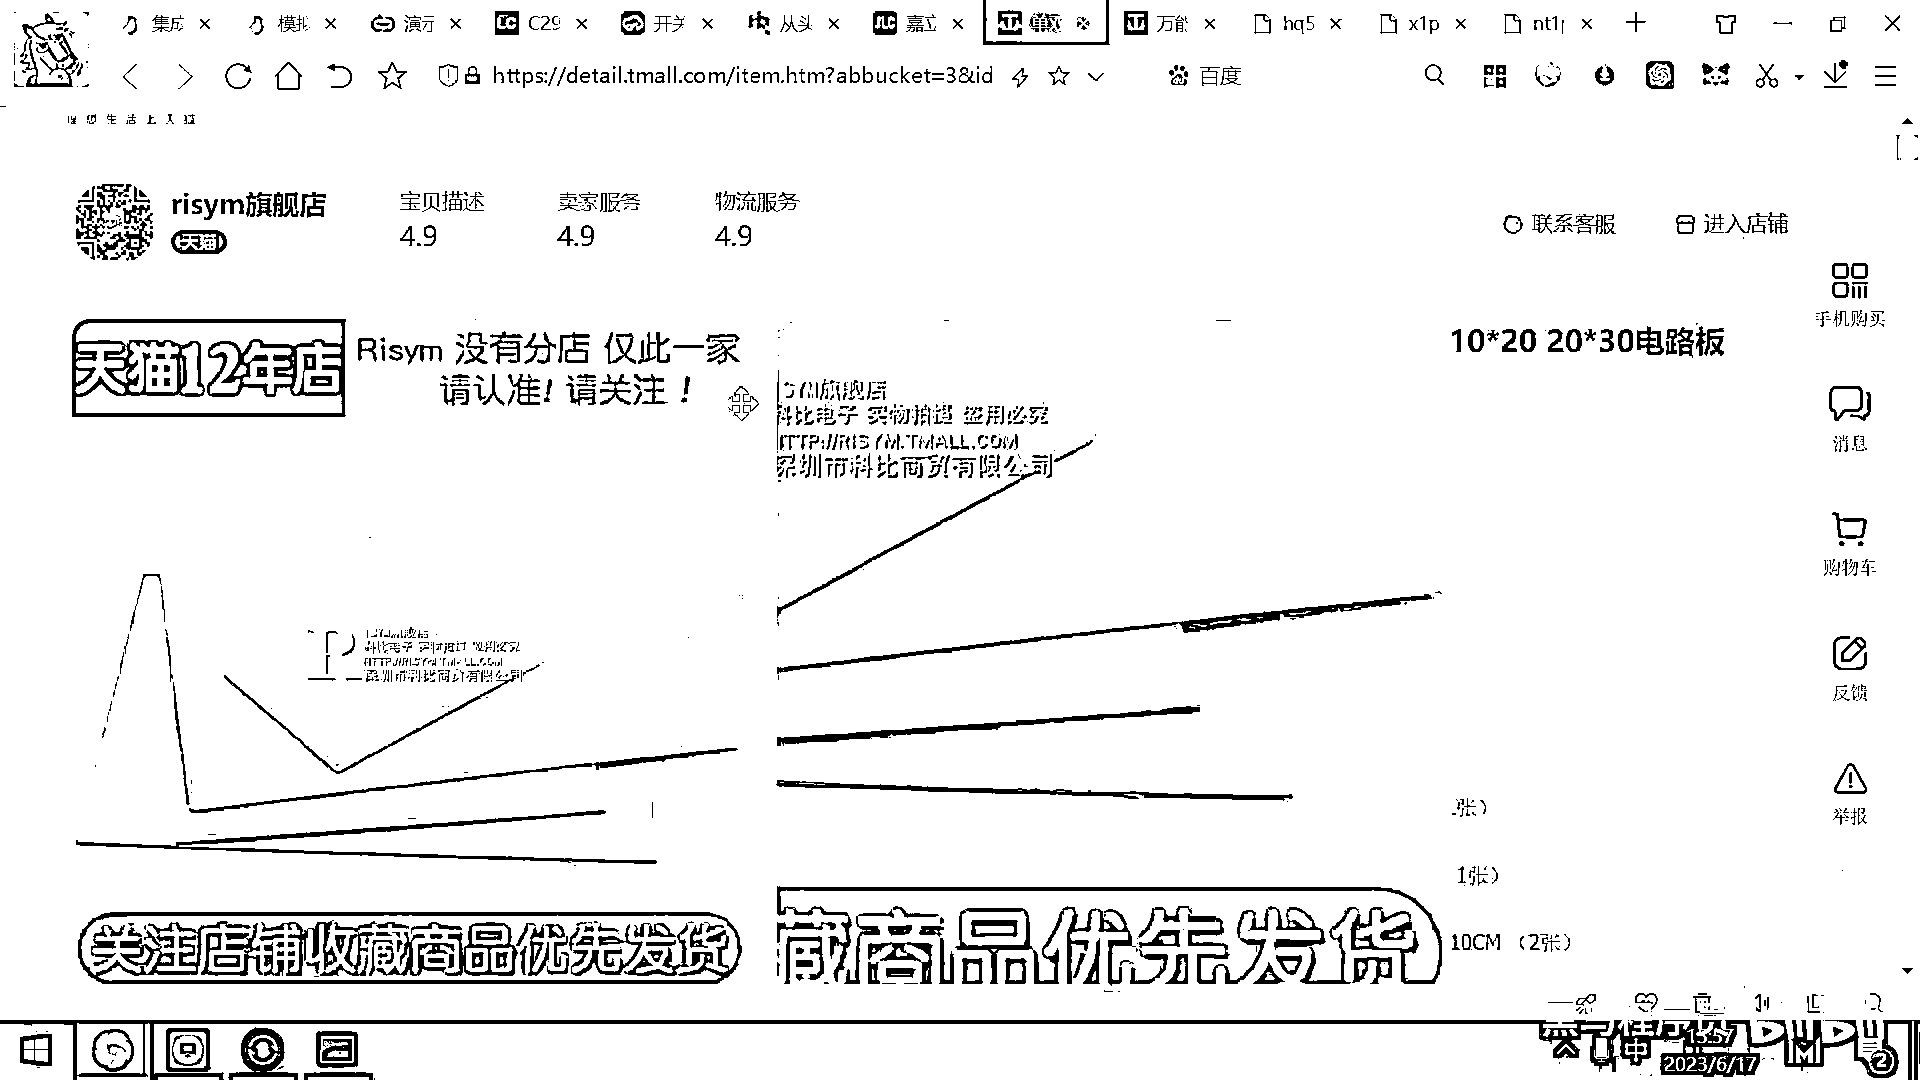 集成
模拟
演示
C29
开关
从头
嘉立
单双
万能
hq5
x1p
nt1
https://detail.tmall.com/item.htm?abbucket=3&id
百度
理想生活上天猫
risym旗舰店
天猫
宝贝描述
4.9
卖家服务
4.9
物流服务
4.9
联系客服
进入店铺
手机购买
消息
购物车
反馈
举报
天猫12年店
Risym 没有分店 仅此一家
请认准! 请关注！
SYM旗舰店
科比电子 实物拍摄 盗用必究
HTTP://RISYM.TMALL.COM
深圳市科比商贸有限公司
10*20 20*30电路板
科比电子 实物拍摄 盗用必究
HTTP://RISYM.TMALL.COM
深圳市科比商贸有限公司
张）
1张）
10CM （2张）
关注店铺收藏商品优先发货
藏商品优先发货
中
2023/6/17
2